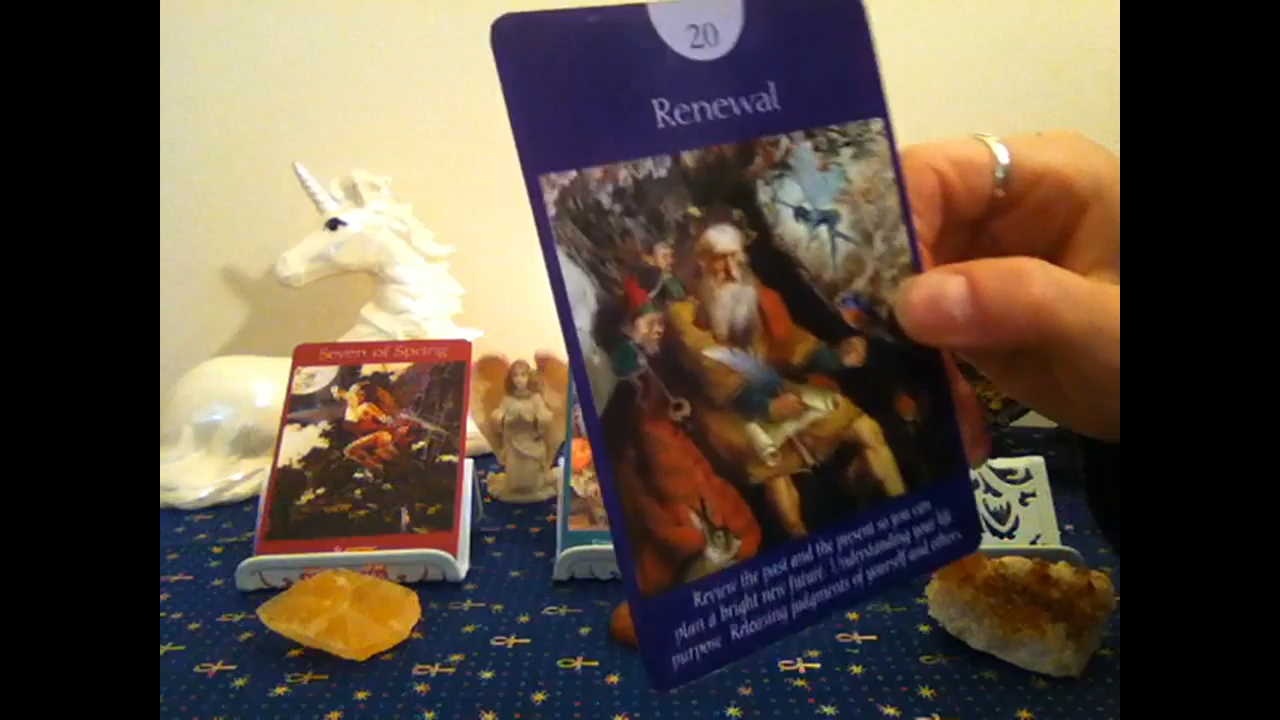 20
Renewal
Seven of Spring
Review the past and the present so you can
plan a bright new future. Understanding your life
purpose. Releasing judgments of yourself and others.